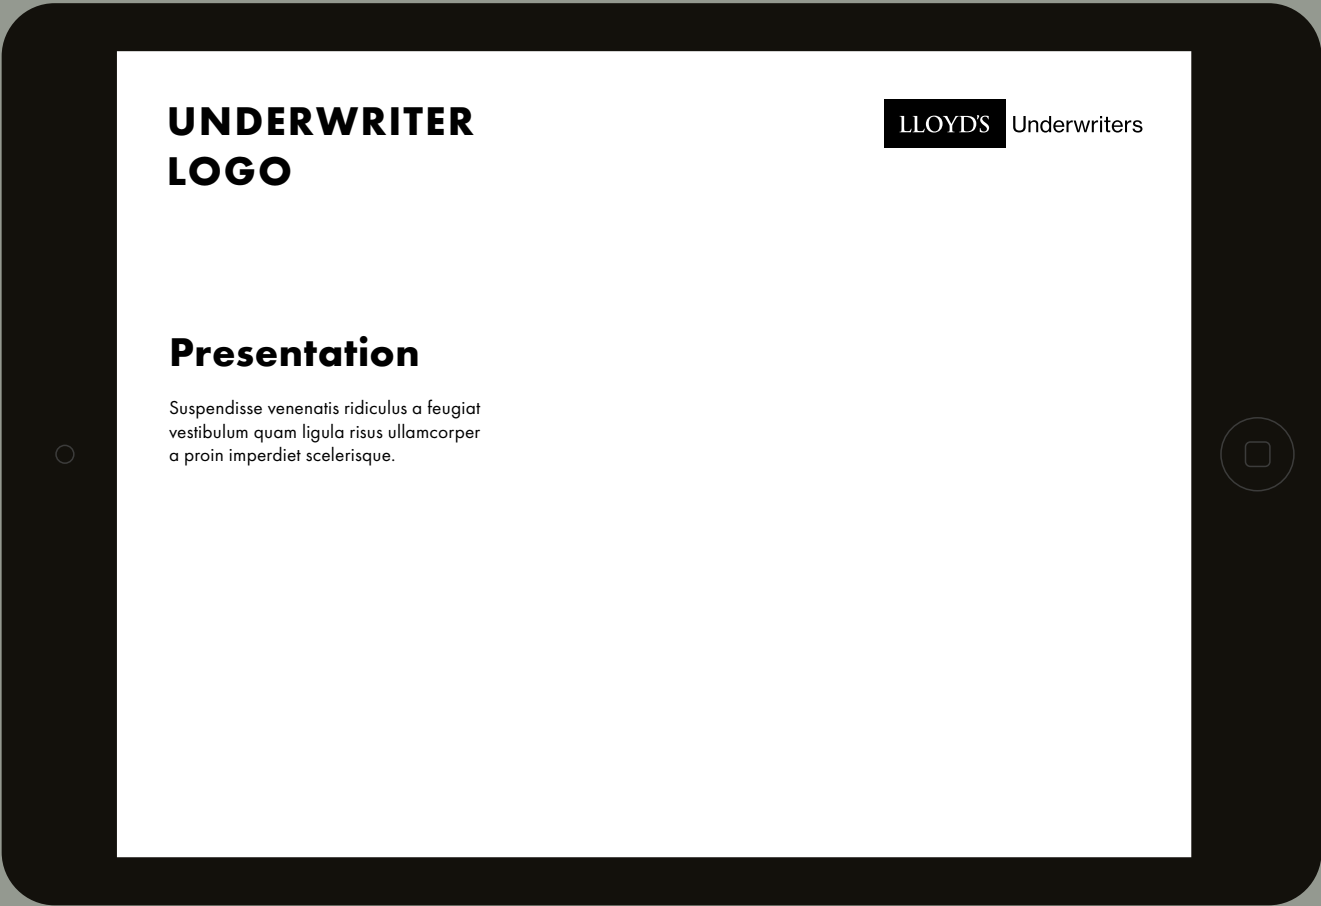 UNDERWRITER
LOGO
LLOYD'S Underwriters
Presentation
Suspendisse venenatis ridiculus a feugiat
vestibulum quam ligula risus ullamcorper
a proin imperdiet scelerisque.